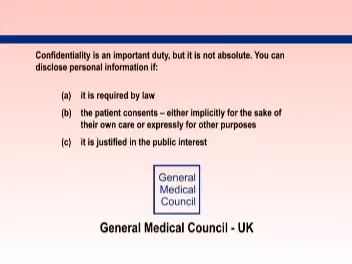 Confidentiality is an important duty, but it is not absolute. You can
disclose personal information if:
(a) it is required by law
(b) the patient consents – either implicitly for the sake of
their own care or expressly for other purposes
(c) it is justified in the public interest
General
Medical
Council
General Medical Council - UK